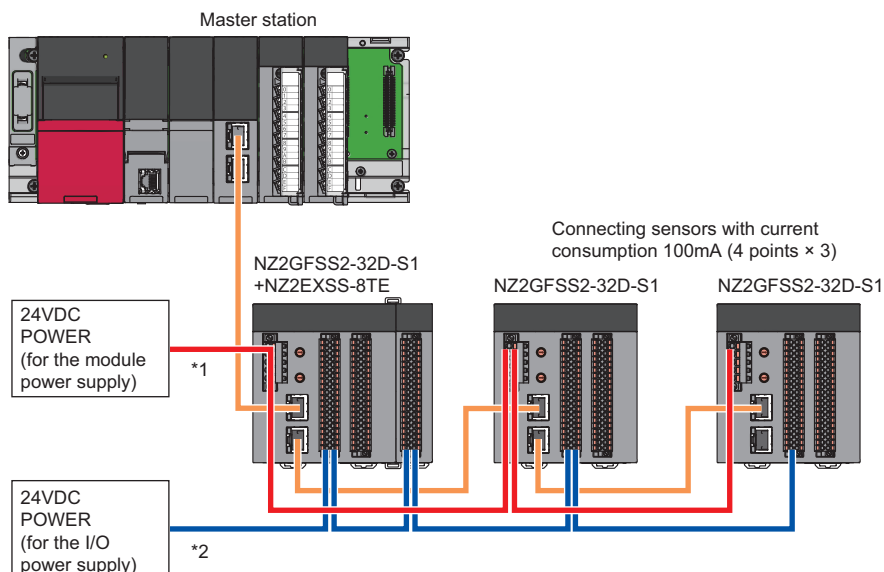 Master station
Connecting sensors with current
consumption 100mA (4 points × 3)
NZ2GFSS2-32D-S1
+NZ2EXSS-8TE
NZ2GFSS2-32D-S1
NZ2GFSS2-32D-S1
24VDC
POWER
(for the module
power supply)
*1
24VDC
POWER
(for the I/O
power supply)
*2